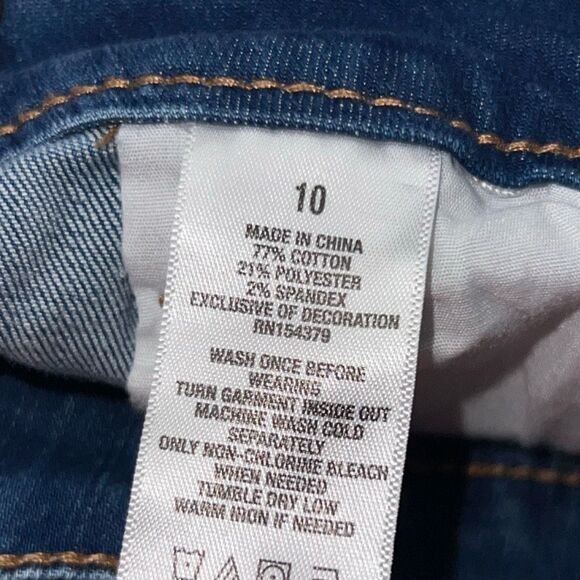 10
MADE IN CHINA
77% COTTON
21% POLYESTER
2% SPANDEX
EXCLUSIVE OF DECORATION
RN154379
WASH ONCE BEFORE
WEARING
TURN GARMENT INSIDE OUT
MACHINE WASH COLD
SEPARATELY
ONLY NON-CHLORINE BLEACH
WHEN NEEDED
TUMBLE DRY LOW
WARM IRON IF NEEDED